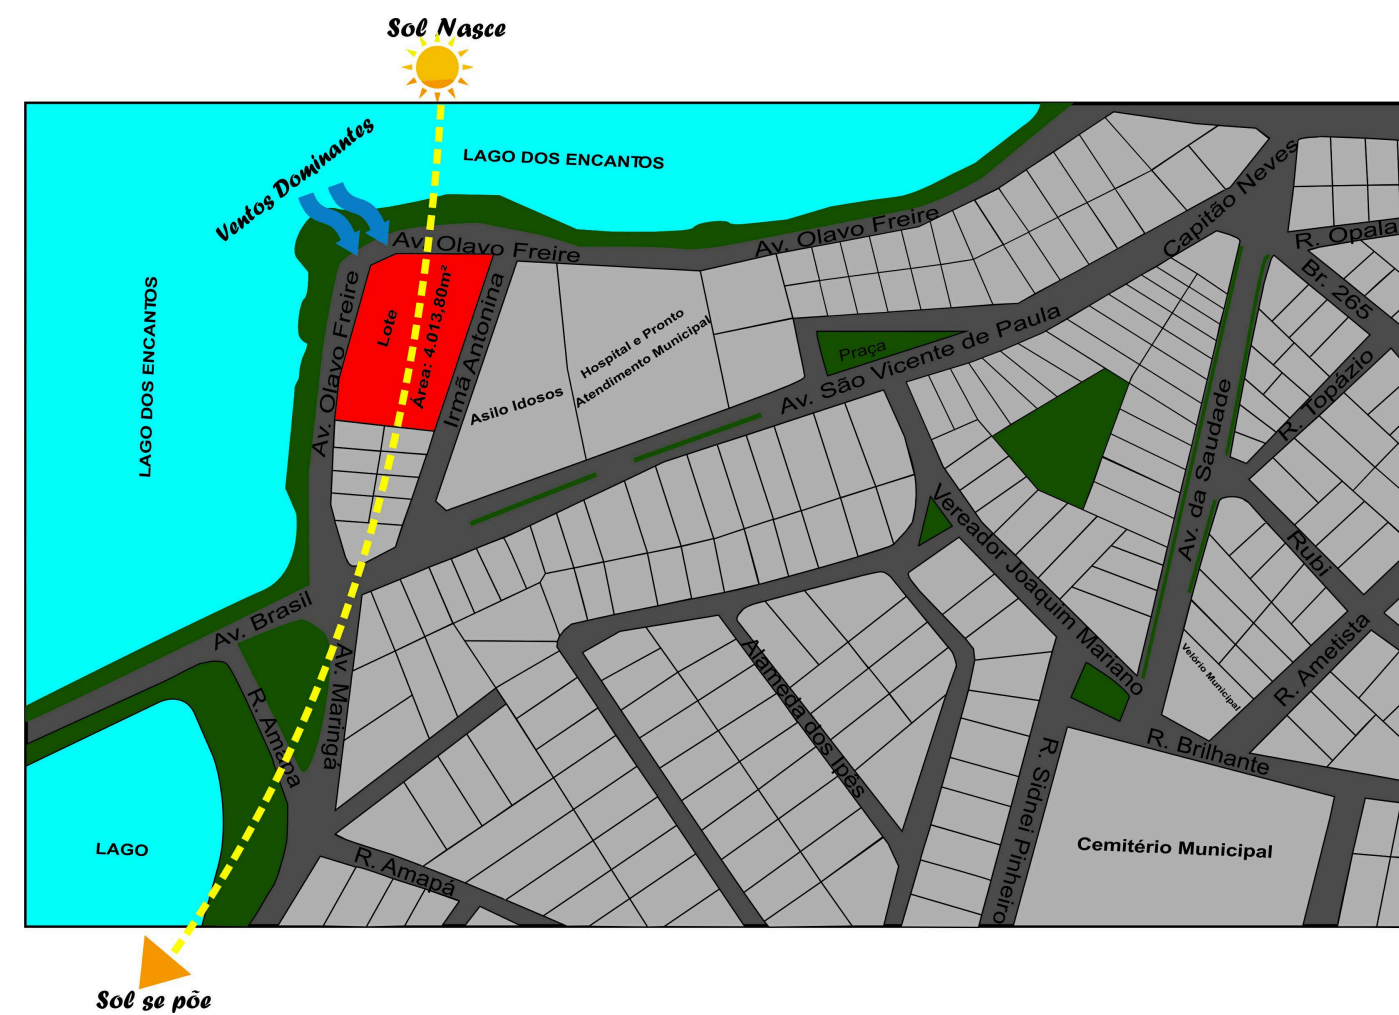 Sol Nasce
Ventos Dominantes
LAGO DOS ENCANTOS
LAGO DOS ENCANTOS
Av. Olavo Freire
Av. Olavo Freire
Av. Olavo Freire
Capitão Neves
R. Opala
Br. 265
Lote
Área: 4.013,80m²
Irmã Antonina
Asilo Idosos
Hospital e Pronto
Atendimento Municipal
Praça
Av. São Vicente de Paula
R. Topázio
Av. da Saudade
Vereador Joaquim Mariano
Rubi
Av. Brasil
Av. Maringá
R. Amapa
Alameda dos Ipês
Velório Municipal
R. Ametista
R. Brilhante
R. Sidnei Pinheiro
Cemitério Municipal
LAGO
R. Amapá
Sol se põe